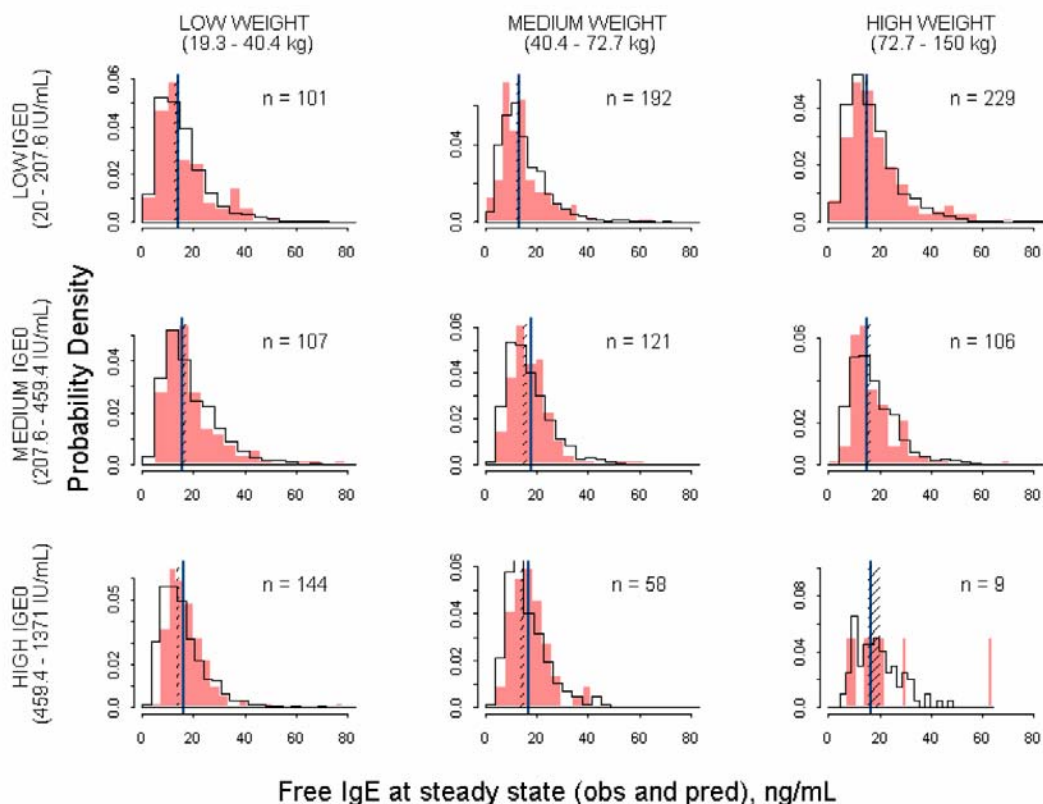 LOW WEIGHT
(19.3 - 40.4 kg)
MEDIUM WEIGHT
(40.4 - 72.7 kg)
HIGH WEIGHT
(72.7 - 150 kg)
LOW IGE0
(20 - 207.6 IU/mL)
0.06
0.04
0.02
0.0
n = 101
0 20 40 60 80
0.04
0.0
n = 192
0 20 40 60 80
0.04
0.02
0.0
n = 229
0 20 40 60 80
Probability Density
MEDIUM IGE0
(207.6 - 459.4 IU/mL)
0.04
0.02
0.0
n = 107
0 20 40 60 80
0.06
0.04
0.02
0.0
n = 121
0 20 40 60 80
0.06
0.04
0.02
0.0
n = 106
0 20 40 60 80
HIGH IGE0
(459.4 - 1371 IU/mL)
0.05
0.02
0.0
n = 144
0 20 40 60 80
0.06
0.04
0.02
0.0
n = 58
0 20 40 60 80
0.08
0.04
0.0
n = 9
0 20 40 60 80
Free IgE at steady state (obs and pred), ng/mL